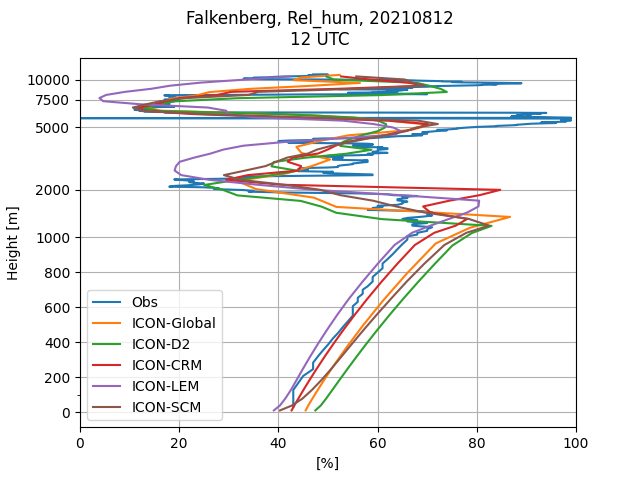 Falkenberg, Rel_hum, 20210812
12 UTC
10000
7500
5000
2000
1000
800
600
400
200
0
Height [m]
Obs
ICON-Global
ICON-D2
ICON-CRM
ICON-LEM
ICON-SCM
0 20 40 60 80 100
[%]